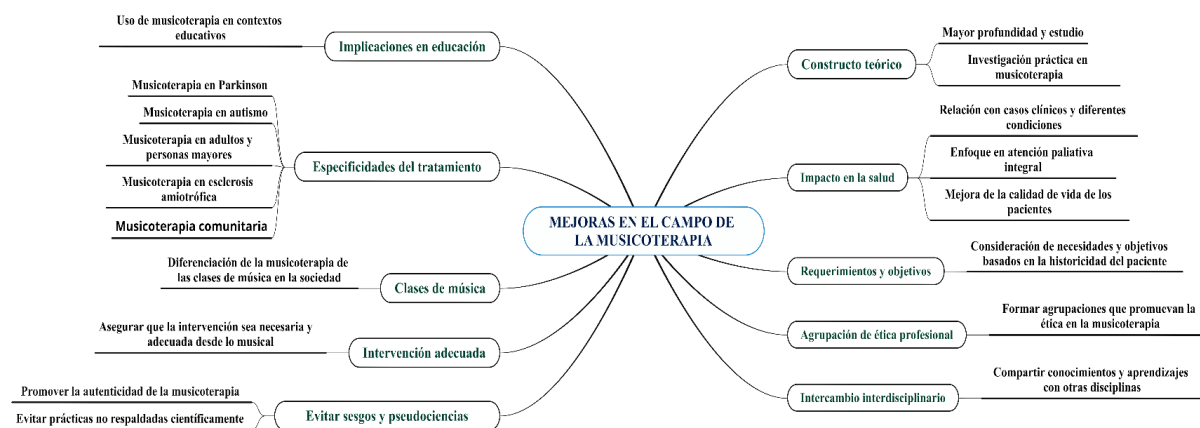 MEJORAS EN EL CAMPO DE
LA MUSICOTERAPIA
Implicaciones en educación
Uso de musicoterapia en contextos
educativos
Especificidades del tratamiento
Musicoterapia en Parkinson
Musicoterapia en autismo
Musicoterapia en adultos y
personas mayores
Musicoterapia en esclerosis
amiotrófica
Musicoterapia comunitaria
Clases de música
Diferenciación de la musicoterapia de
las clases de música en la sociedad
Intervención adecuada
Asegurar que la intervención sea necesaria y
adecuada desde lo musical
Evitar sesgos y pseudociencias
Promover la autenticidad de la musicoterapia
Evitar prácticas no respaldadas científicamente
Constructo teórico
Mayor profundidad y estudio
Investigación práctica en
musicoterapia
Impacto en la salud
Relación con casos clínicos y diferentes
condiciones
Enfoque en atención paliativa
integral
Mejora de la calidad de vida de los
pacientes
Requerimientos y objetivos
Consideración de necesidades y objetivos
basados en la historicidad del paciente
Agrupación de ética profesional
Formar agrupaciones que promuevan la
ética en la musicoterapia
Intercambio interdisciplinario
Compartir conocimientos y aprendizajes
con otras disciplinas